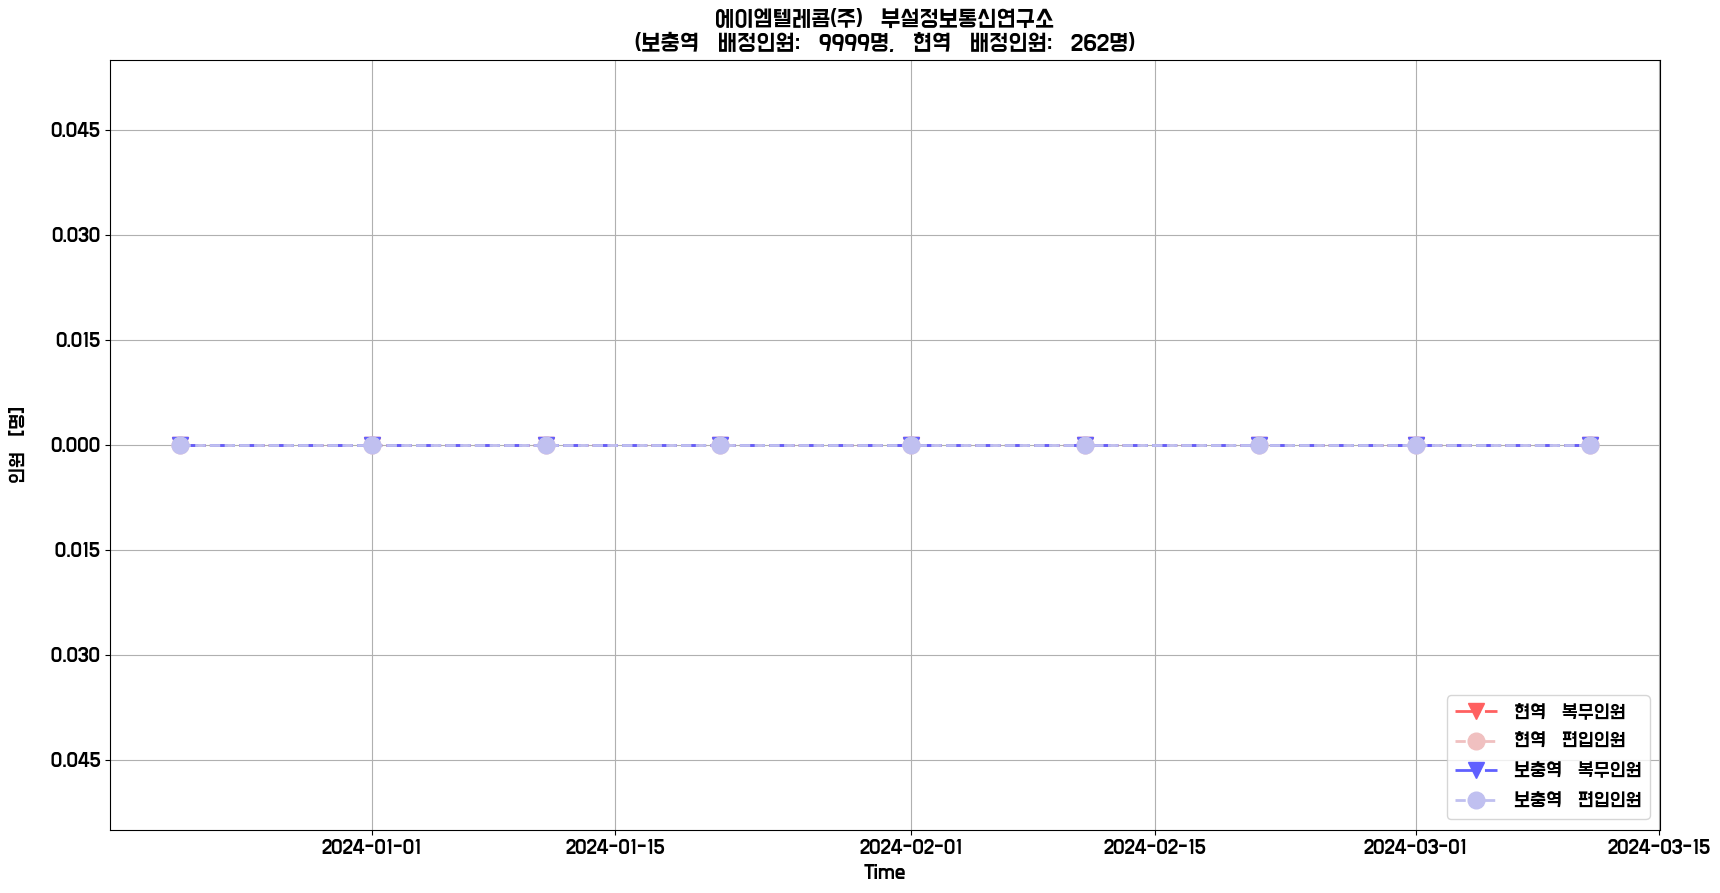 에이엠텔레콤(주) 부설정보통신연구소
(보충역 배정인원: 9999명, 현역 배정인원: 262명)
0.045
0.030
0.015
0.000
0.015
0.030
0.045
인원 [명]
현역 복무인원
현역 편입인원
보충역 복무인원
보충역 편입인원
2024-01-01 2024-01-15 2024-02-01 2024-02-15 2024-03-01 2024-03-15
Time